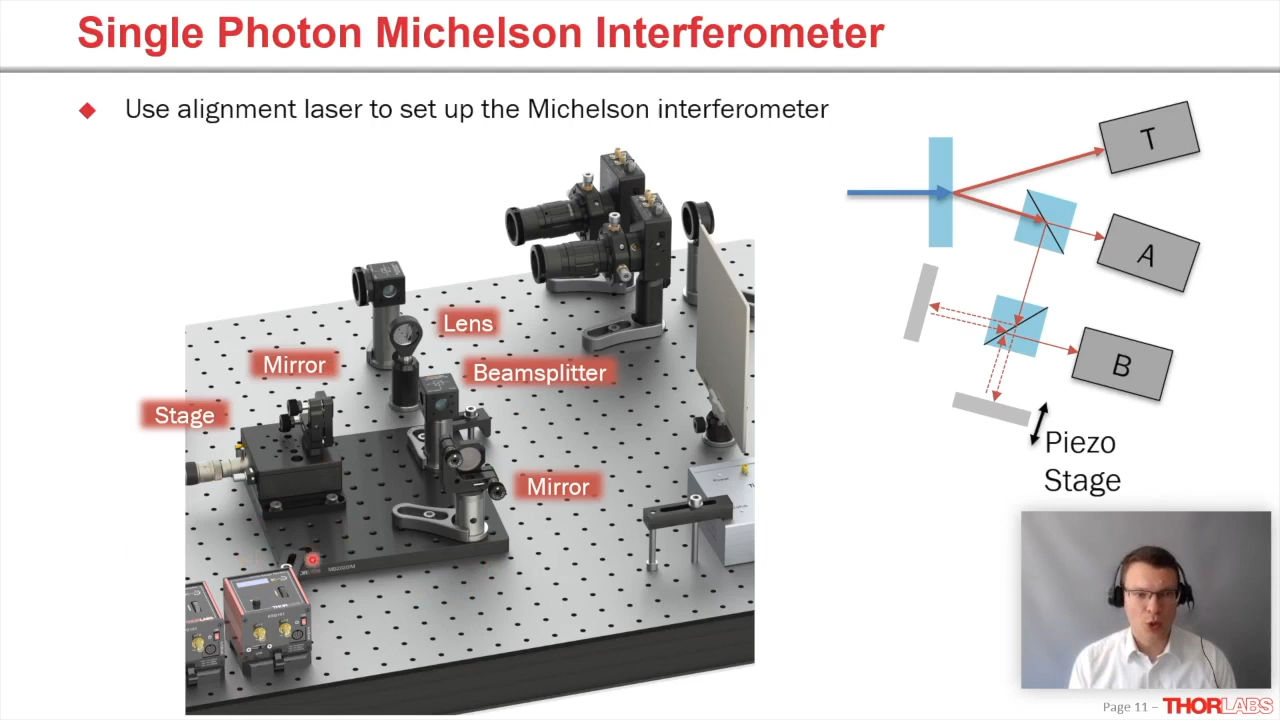 Single Photon Michelson Interferometer
Use alignment laser to set up the Michelson interferometer
T
A
B
Piezo
Stage
Lens
Mirror
Beamsplitter
Stage
Mirror
Page 11 – THORLABS